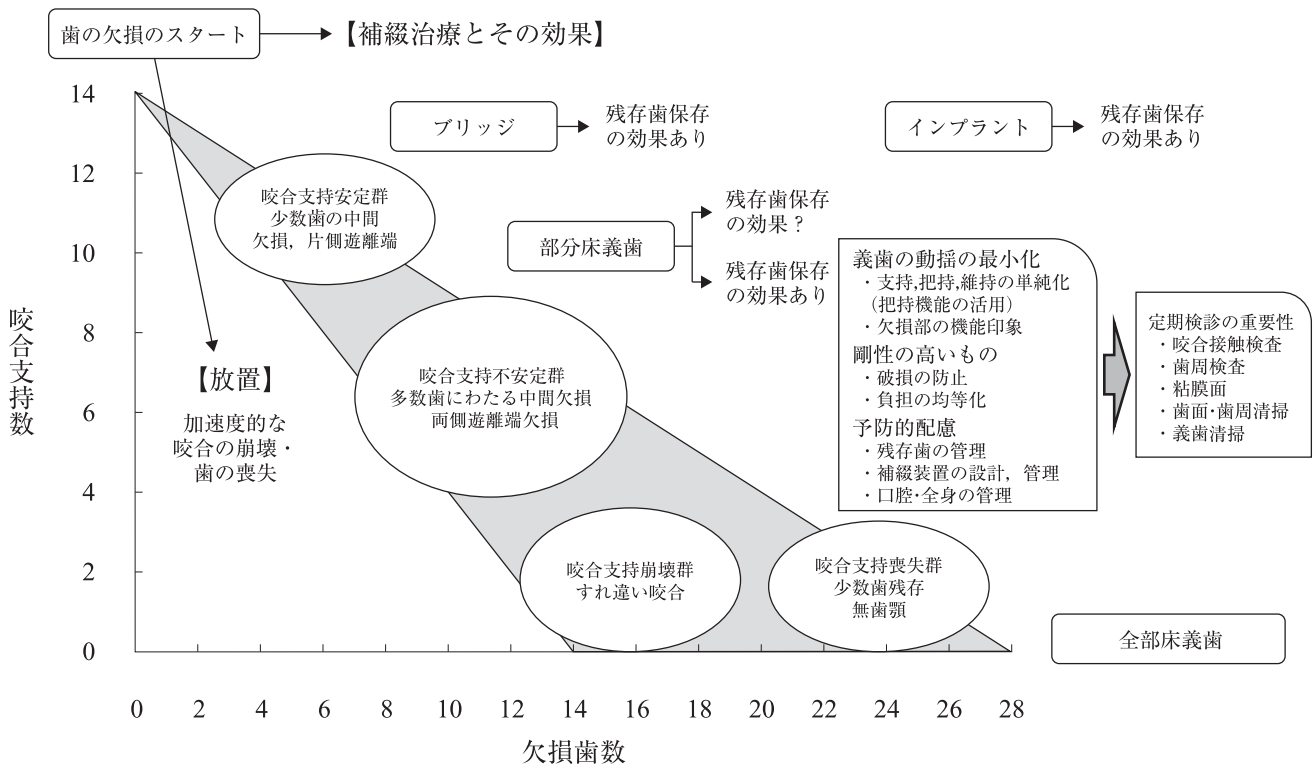 歯の欠損のスタート
【補綴治療とその効果】
ブリッジ
残存歯保存
の効果あり
インプラント
残存歯保存
の効果あり
部分床義歯
残存歯保存
の効果？
残存歯保存
の効果あり
咬合支持安定群
少数歯の中間
欠損，片側遊離端
咬合支持不安定群
多数歯にわたる中間欠損
両側遊離端欠損
咬合支持崩壊群
すれ違い咬合
咬合支持喪失群
少数歯残存
無歯顎
【放置】
加速度的な
咬合の崩壊・
歯の喪失
義歯の動揺の最小化
・支持,把持,維持の単純化
（把持機能の活用）
・欠損部の機能印象
剛性の高いもの
・破損の防止
・負担の均等化
予防的配慮
・残存歯の管理
・補綴装置の設計，管理
・口腔・全身の管理
定期検診の重要性
・咬合接触検査
・歯周検査
・粘膜面
・歯面・歯周清掃
・義歯清掃
全部床義歯
咬合支持数
14
12
10
8
6
4
2
0
0 2 4 6 8 10 12 14 16 18 20 22 24 26 28
欠損歯数